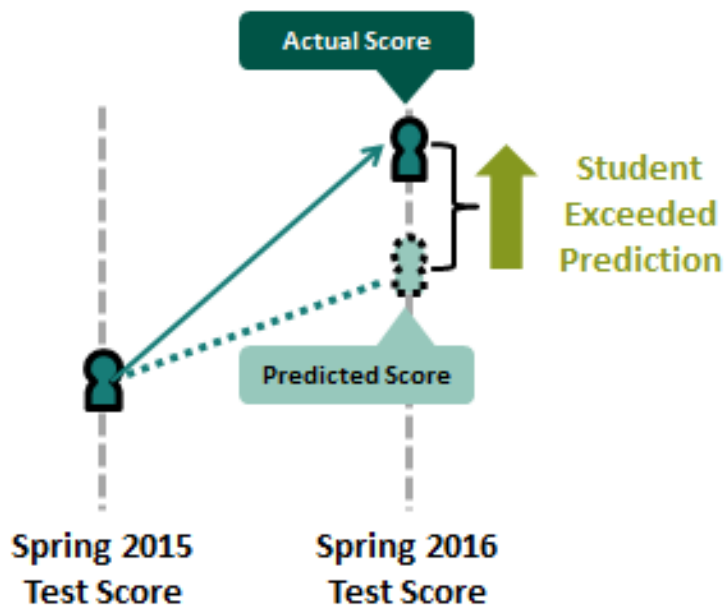 Actual Score
Student
Exceeded
Prediction
Predicted Score
Spring 2015
Test Score
Spring 2016
Test Score